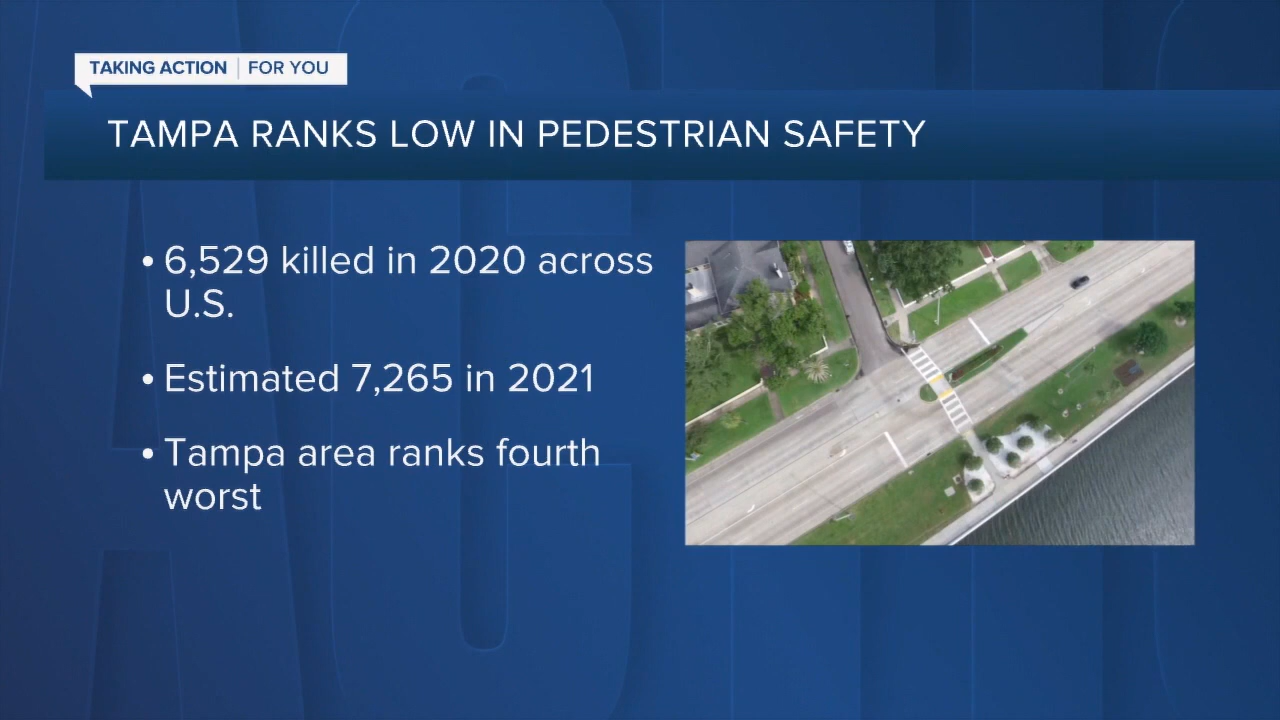 TAKING ACTION | FOR YOU
TAMPA RANKS LOW IN PEDESTRIAN SAFETY
• 6,529 killed in 2020 across
U.S.
• Estimated 7,265 in 2021
• Tampa area ranks fourth
worst